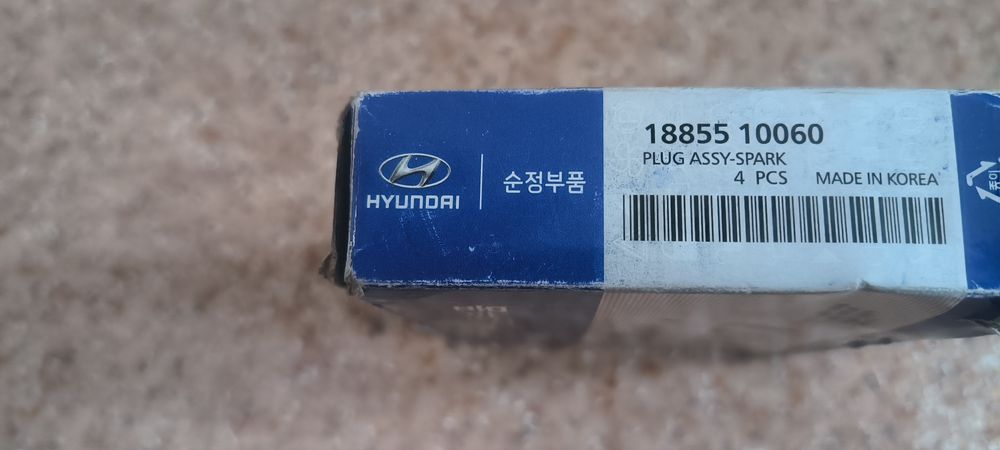 HYUNDAI
순정부품
18855 10060
PLUG ASSY-SPARK
4 PCS MADE IN KOREA